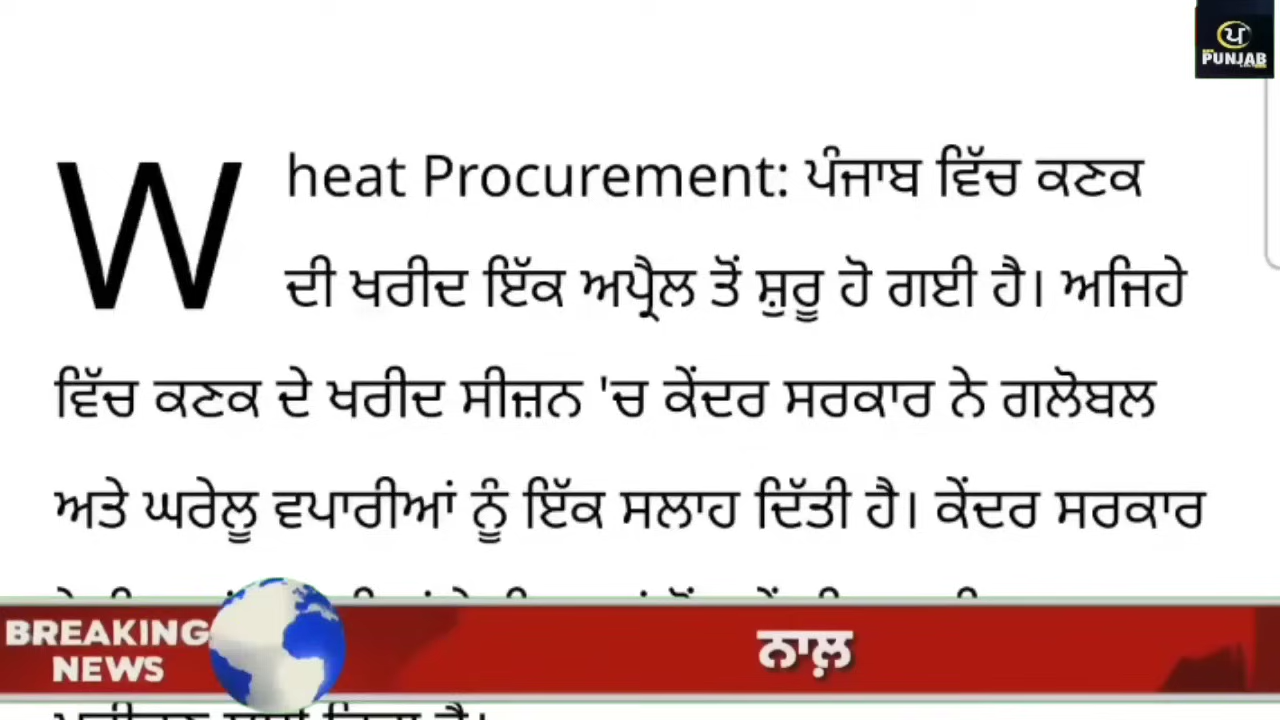 ਪ
PUNJAB
Wheat Procurement: ਪੰਜਾਬ ਵਿੱਚ ਕਣਕ
ਦੀ ਖਰੀਦ ਇੱਕ ਅਪ੍ਰੈਲ ਤੋਂ ਸ਼ੁਰੂ ਹੋ ਗਈ ਹੈ। ਅਜਿਹੇ
ਵਿੱਚ ਕਣਕ ਦੇ ਖਰੀਦ ਸੀਜ਼ਨ 'ਚ ਕੇਂਦਰ ਸਰਕਾਰ ਨੇ ਗਲੋਬਲ
ਅਤੇ ਘਰੇਲੂ ਵਪਾਰੀਆਂ ਨੂੰ ਇੱਕ ਸਲਾਹ ਦਿੱਤੀ ਹੈ। ਕੇਂਦਰ ਸਰਕਾਰ
BREAKING
NEWS
ਨਾਲ਼